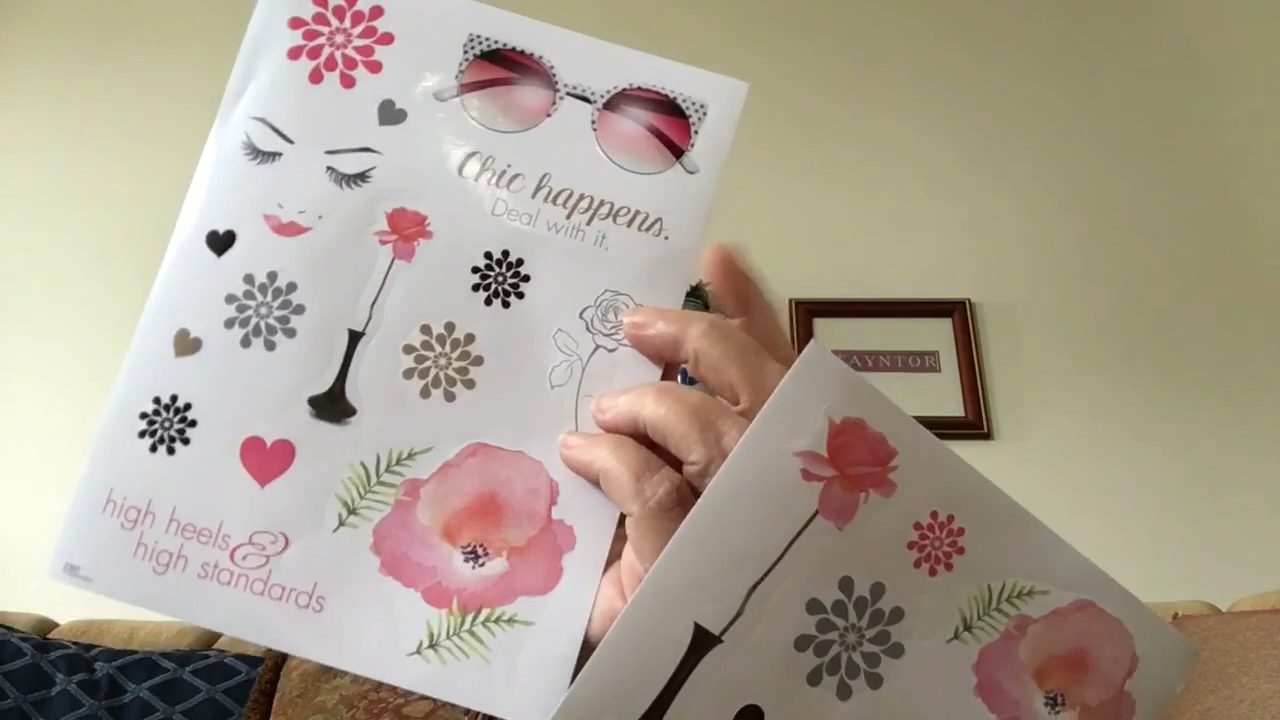 Chic happens.
Deal with it.
AYNTOR
high heels &
high standards